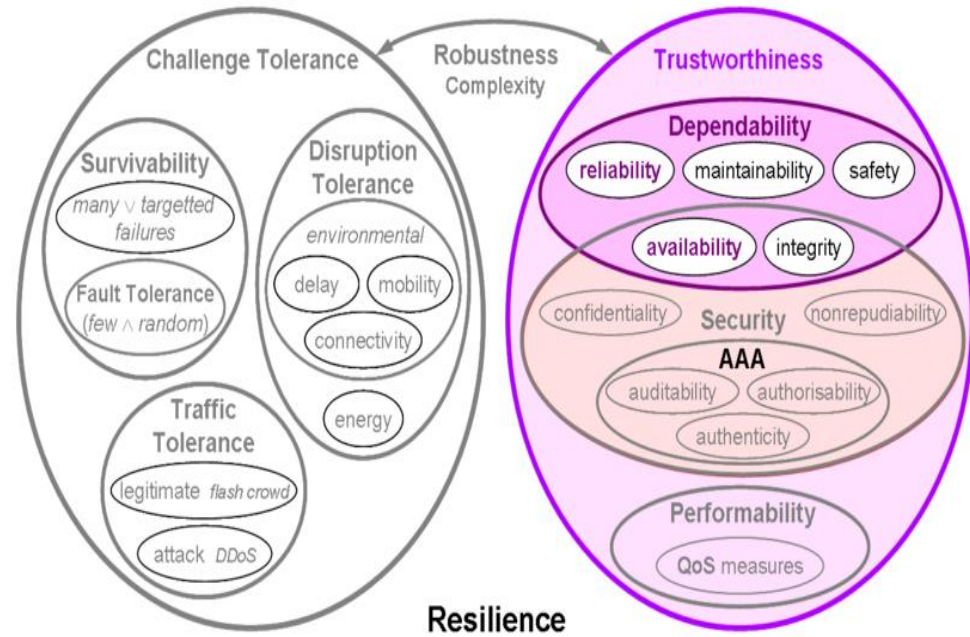 Challenge Tolerance
Survivability
many ∨ targetted
failures
Fault Tolerance
(few ∧ random)
Disruption
Tolerance
environmental
delay
mobility
connectivity
energy
Traffic
Tolerance
legitimate flash crowd
attack DDoS
Robustness
Complexity
Trustworthiness
Dependability
reliability
maintainability
safety
availability
integrity
confidentiality
Security
nonrepudiability
AAA
auditability
authorisability
authenticity
Performability
QoS measures
Resilience